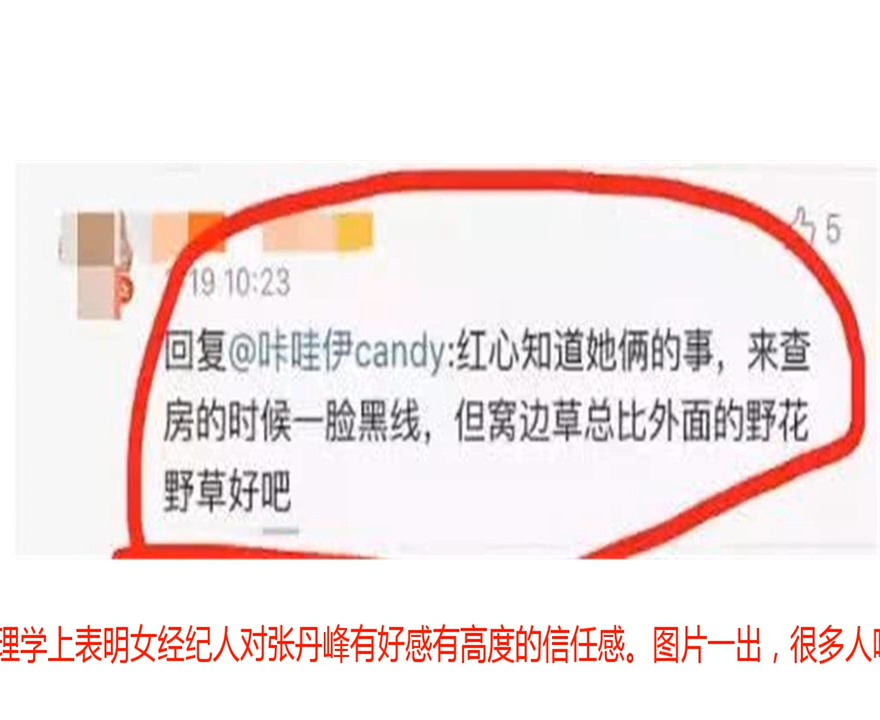 5
19 10:23
回复@咔哇伊candy:红心知道她俩的事，来查
房的时候一脸黑线，但窝边草总比外面的野花
野草好吧
理学上表明女经纪人对张丹峰有好感有高度的信任感。图片一出，很多人